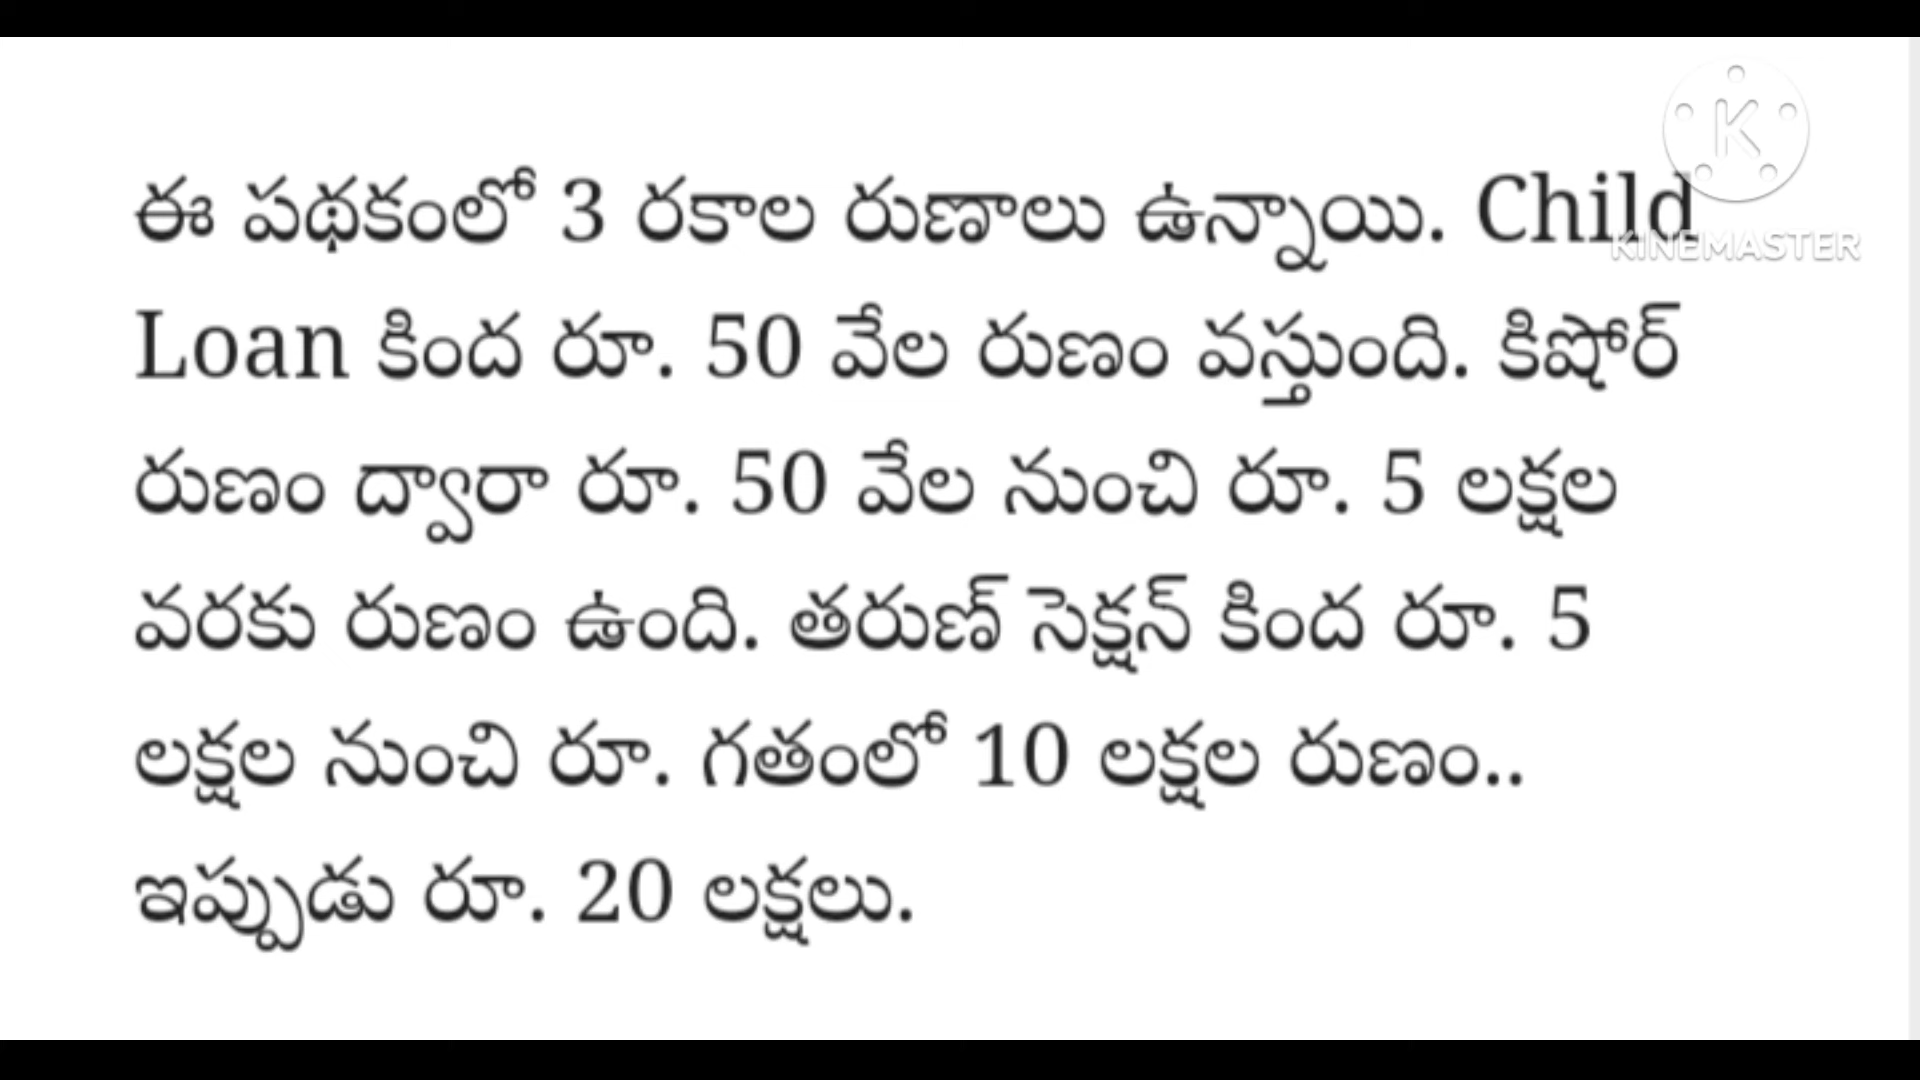 ఈ పథకంలో 3 రకాల రుణాలు ఉన్నాయి. Child
Loan కింద రూ. 50 వేల రుణం వస్తుంది. కిషోర్
రుణం ద్వారా రూ. 50 వేల నుంచి రూ. 5 లక్షల
వరకు రుణం ఉంది. తరుణ్ సెక్షన్ కింద రూ. 5
లక్షల నుంచి రూ. గతంలో 10 లక్షల రుణం..
ఇప్పుడు రూ. 20 లక్షలు.
K
KINEMASTER